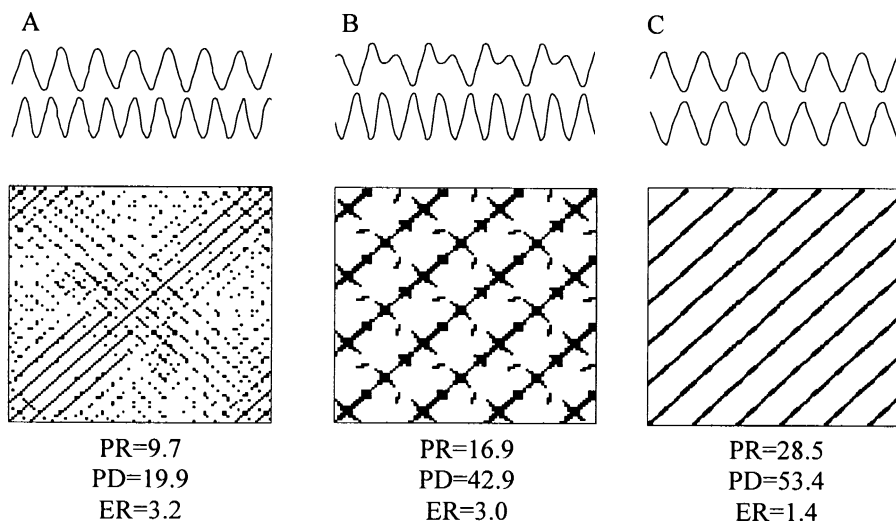 A
B
C
PR=9.7
PD=19.9
ER=3.2
PR=16.9
PD=42.9
ER=3.0
PR=28.5
PD=53.4
ER=1.4